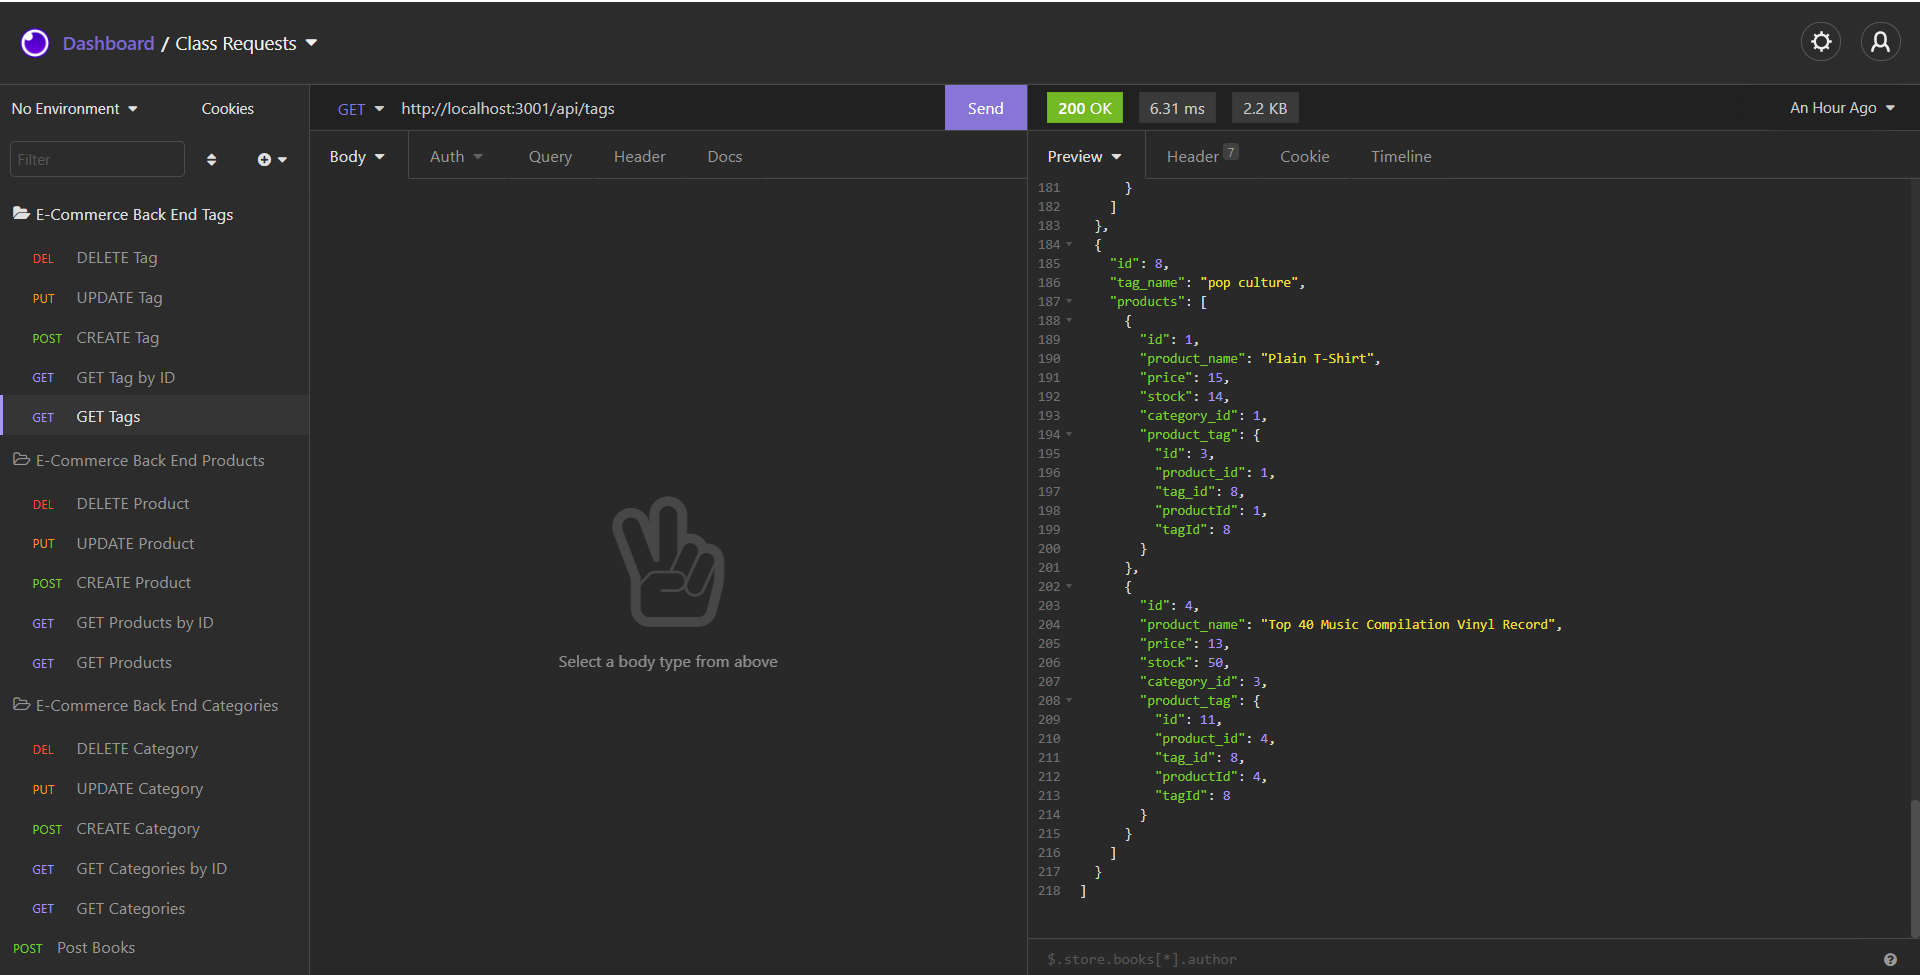 Dashboard / Class Requests
No Environment
Cookies
Filter
E-Commerce Back End Tags
DEL DELETE Tag
PUT UPDATE Tag
POST CREATE Tag
GET GET Tag by ID
GET GET Tags
E-Commerce Back End Products
DEL DELETE Product
PUT UPDATE Product
POST CREATE Product
GET GET Products by ID
GET GET Products
E-Commerce Back End Categories
DEL DELETE Category
PUT UPDATE Category
POST CREATE Category
GET GET Categories by ID
GET GET Categories
POST Post Books
GET http://localhost:3001/api/tags Send
Body Auth Query Header Docs
Select a body type from above
200 OK 6.31 ms 2.2 KB An Hour Ago
Preview Header 7 Cookie Timeline
181 }
182 ]
183 },
184 {
185 "id": 8,
186 "tag_name": "pop culture",
187 "products": [
188 {
189 "id": 1,
190 "product_name": "Plain T-Shirt",
191 "price": 15,
192 "stock": 14,
193 "category_id": 1,
194 "product_tag": {
195 "id": 3,
196 "product_id": 1,
197 "tag_id": 8,
198 "productId": 1,
199 "tagId": 8
200 }
201 },
202 {
203 "id": 4,
204 "product_name": "Top 40 Music Compilation Vinyl Record",
205 "price": 13,
206 "stock": 50,
207 "category_id": 3,
208 "product_tag": {
209 "id": 11,
210 "product_id": 4,
211 "tag_id": 8,
212 "productId": 4,
213 "tagId": 8
214 }
215 }
216 ]
217 }
218 ]
$.store.books[*].author